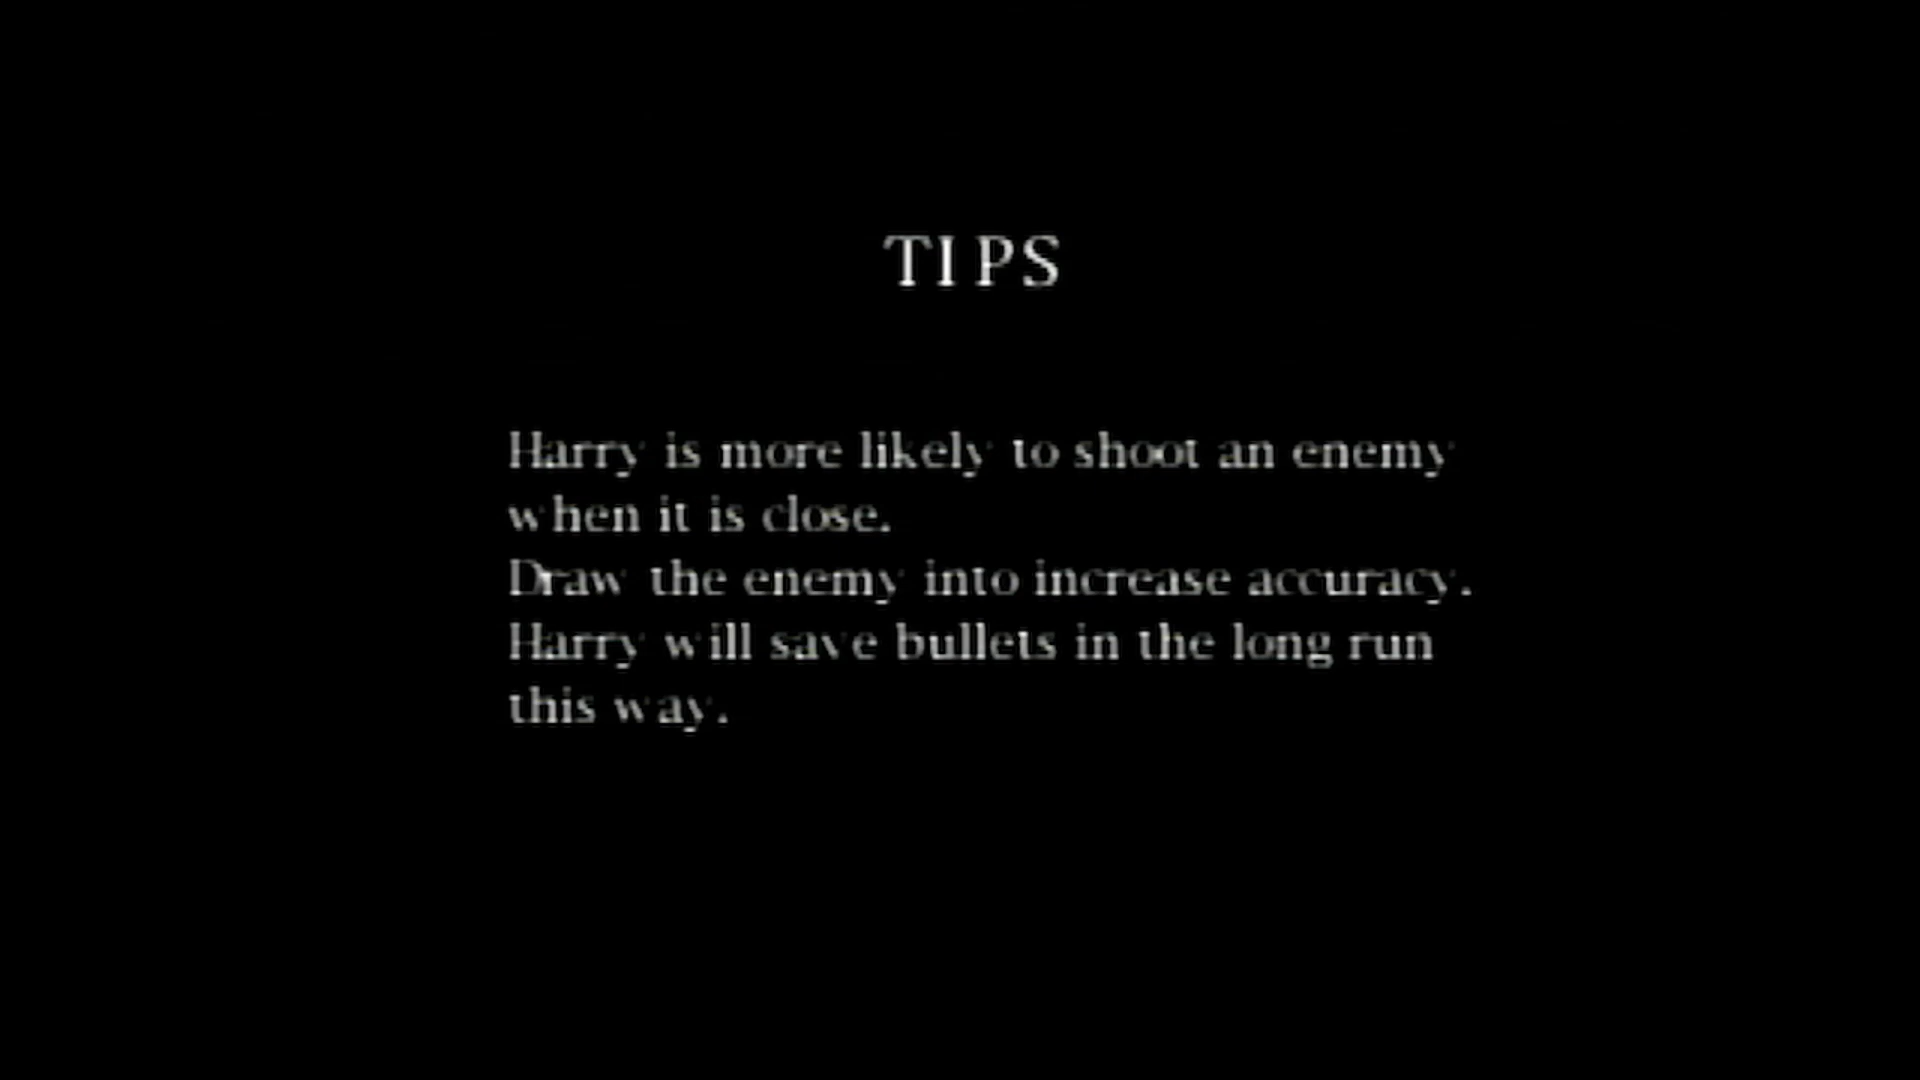 TIPS
Harry is more likely to shoot an enemy
when it is close.
Draw the enemy into increase accuracy.
Harry will save bullets in the long run
this way.